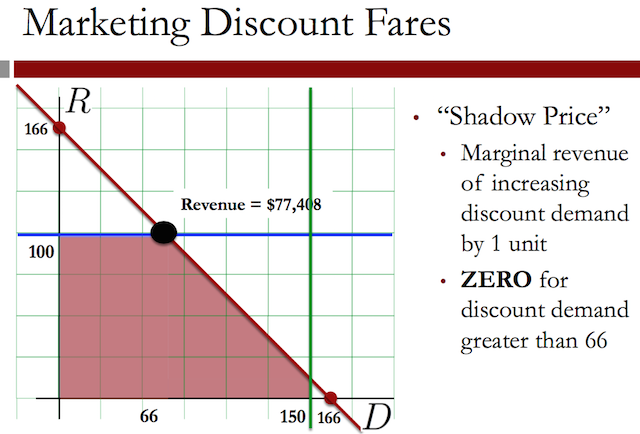 Marketing Discount Fares
R
166
Revenue = $77,408
100
66
150
166
D
• “Shadow Price”
• Marginal revenue
of increasing
discount demand
by 1 unit
• ZERO for
discount demand
greater than 66